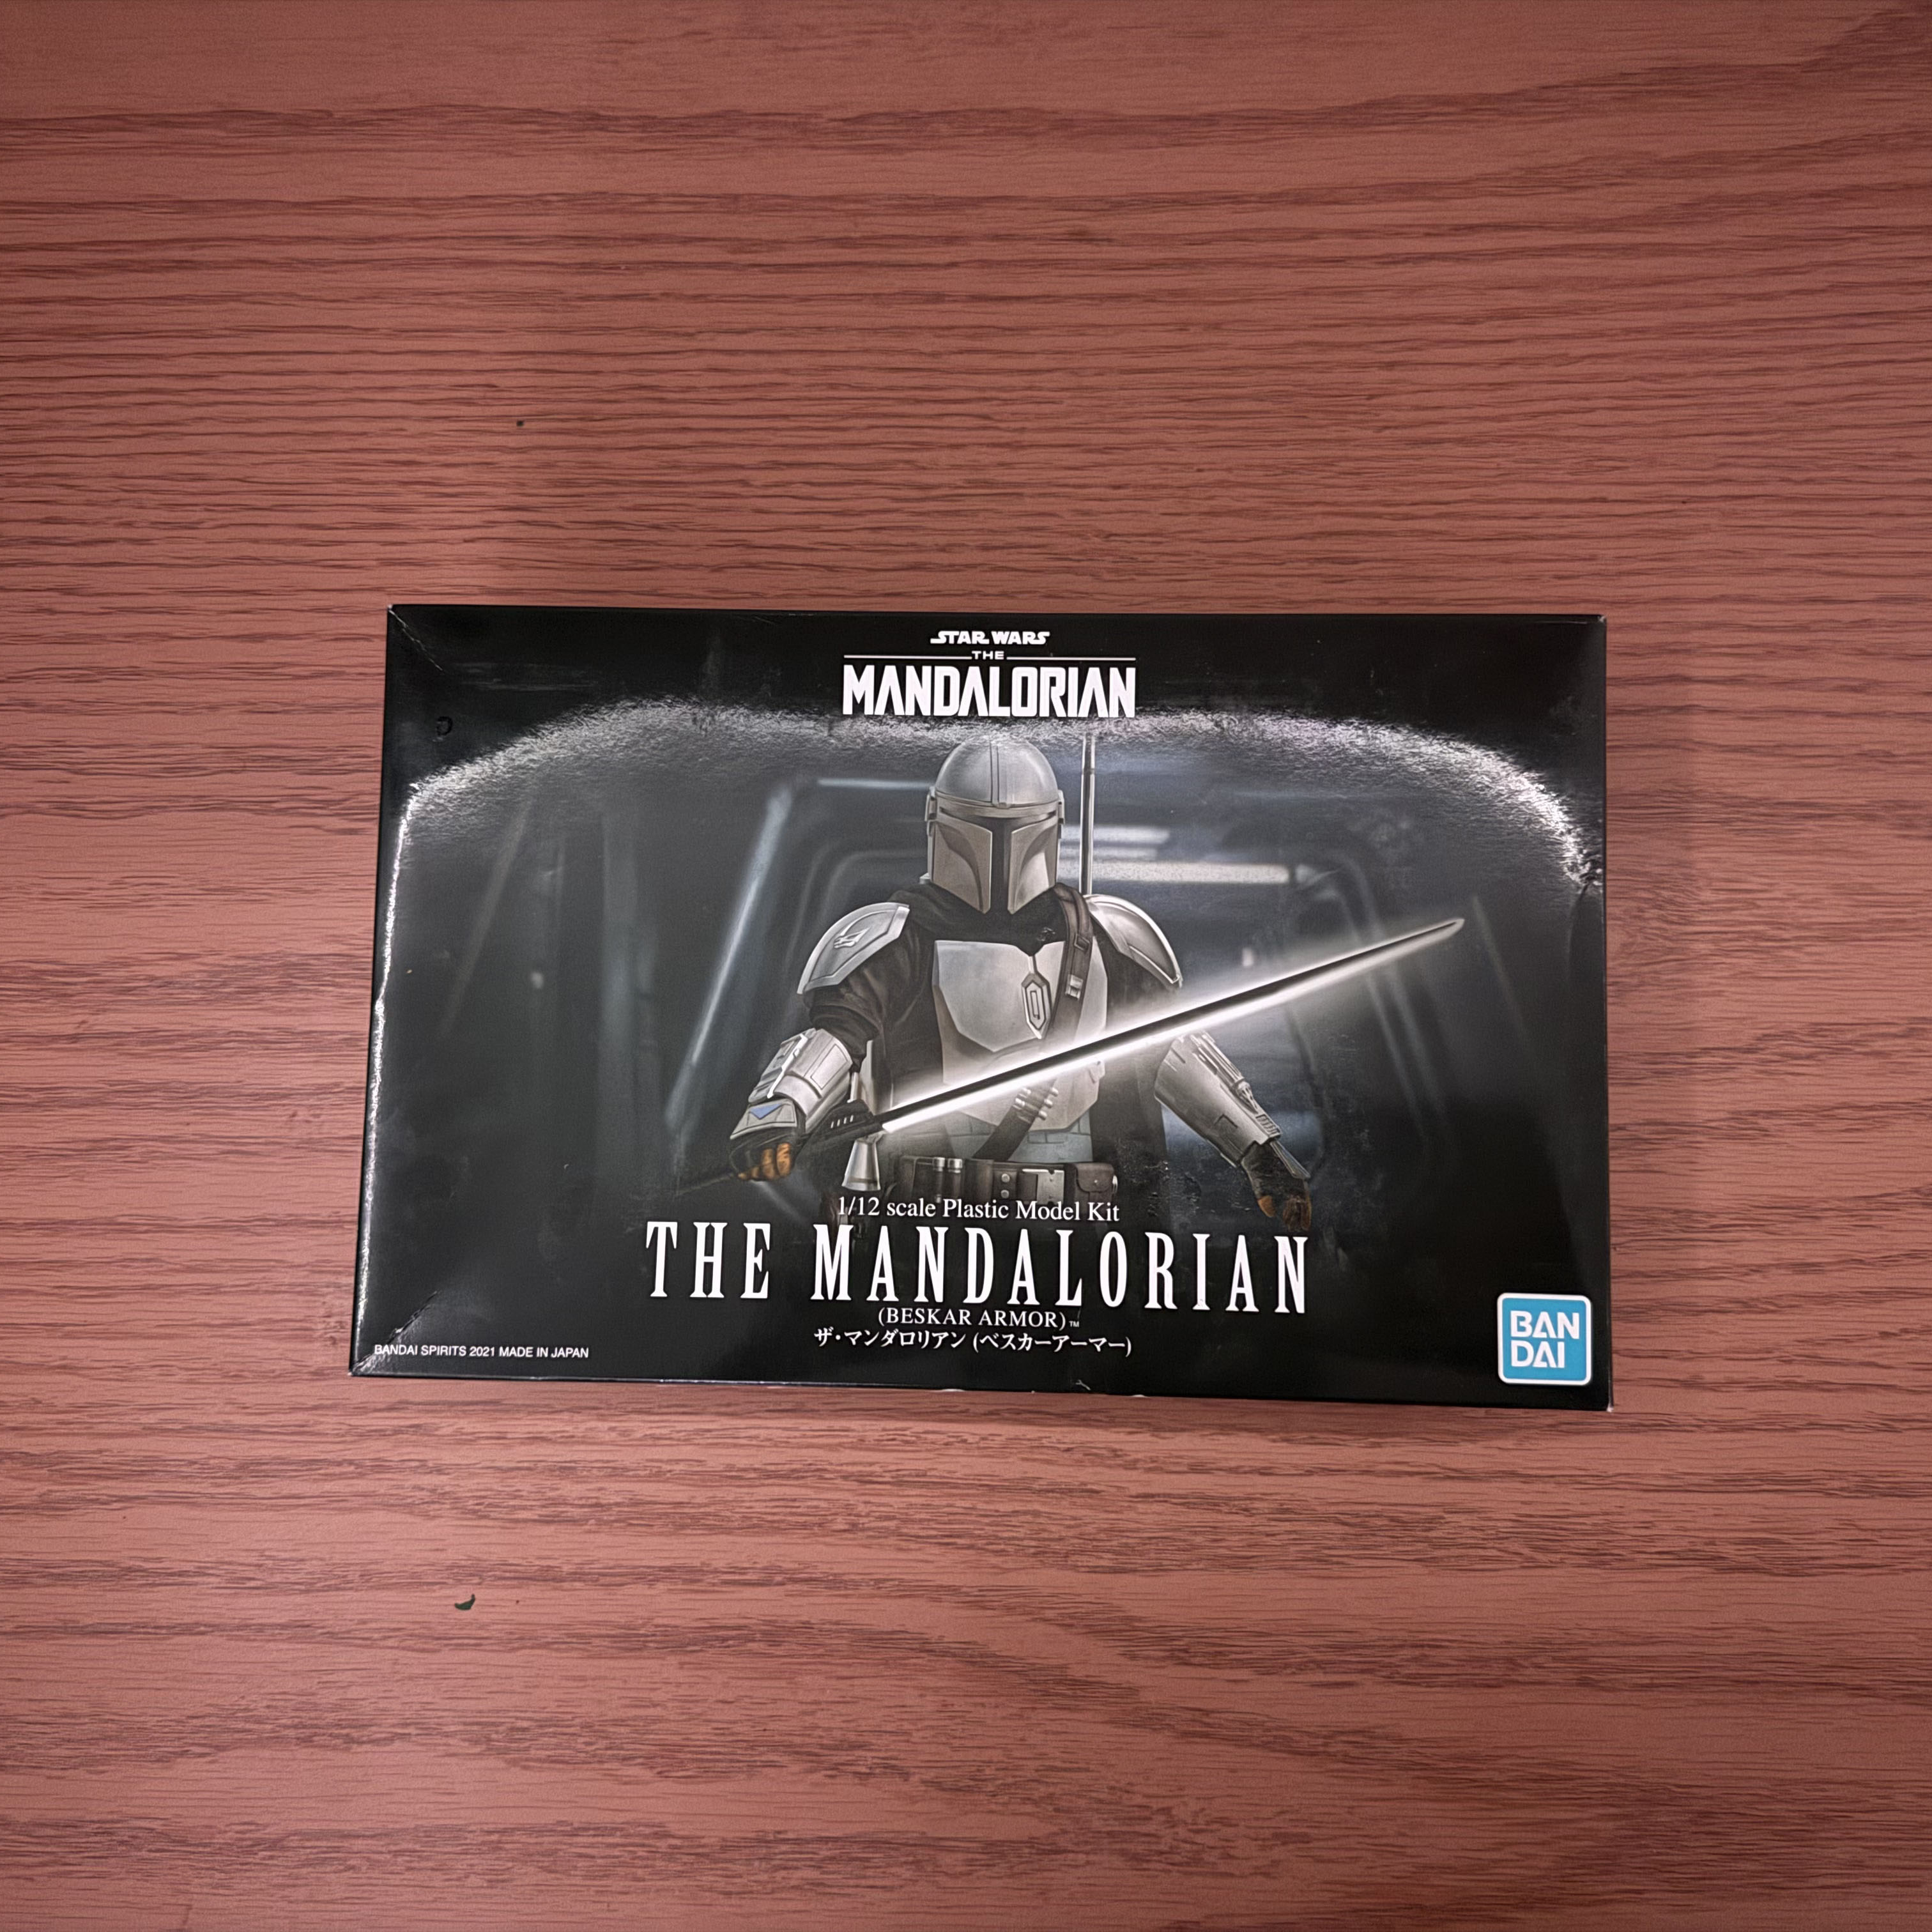 STAR WARS
THE
MANDALORIAN
1/12 scale Plastic Model Kit
THE MANDALORIAN
(BESKAR ARMOR)™
ザ・マンダロリアン (ベスカーアーマー)
BANDAI SPIRITS 2021 MADE IN JAPAN
BAN
DAI